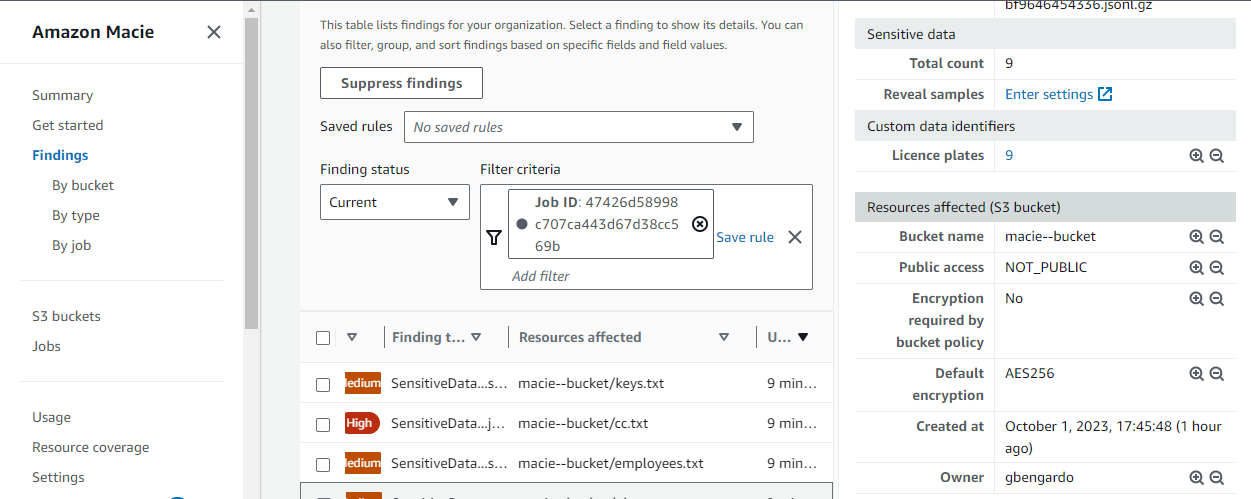 Amazon Macie
Summary
Get started
Findings
By bucket
By type
By job
S3 buckets
Jobs
Usage
Resource coverage
Settings
This table lists findings for your organization. Select a finding to show its details. You can
also filter, group, and sort findings based on specific fields and field values.
Suppress findings
Saved rules
No saved rules
Finding status
Filter criteria
Current
Job ID: 47426d58998
c707ca443d67d38cc5
69b
Save rule
Add filter
Finding t...
Resources affected
U...
edium
SensitiveData...s...
macie--bucket/keys.txt
9 min...
High
SensitiveData...j...
macie--bucket/cc.txt
9 min...
edium
SensitiveData...s...
macie--bucket/employees.txt
9 min...
bf9646454336.jsonl.gz
Sensitive data
Total count 9
Reveal samples Enter settings
Custom data identifiers
Licence plates 9
Resources affected (S3 bucket)
Bucket name macie--bucket
Public access NOT_PUBLIC
Encryption No
required by
bucket policy
Default AES256
encryption
Created at October 1, 2023, 17:45:48 (1 hour
ago)
Owner gbengardo